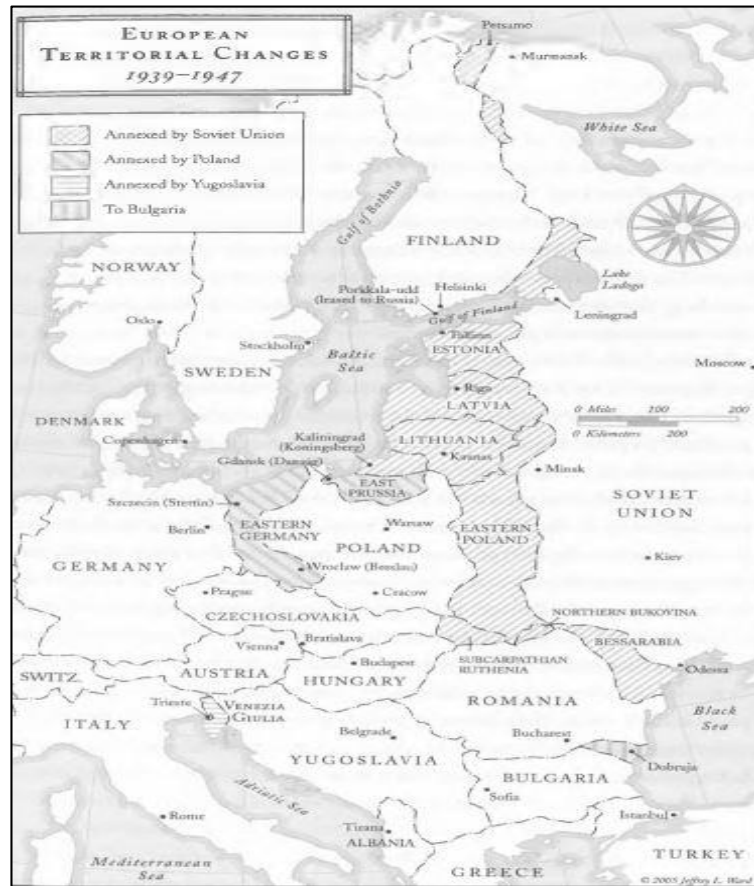 EUROPEAN
TERRITORIAL CHANGES
1939–1947
Annexed by Soviet Union
Annexed by Poland
Annexed by Yugoslavia
To Bulgaria
Petsamo
Murmansk
White Sea
Gulf of Bothnia
FINLAND
NORWAY
Lake
Ladoga
Porkkala-udd
(leased to Russia)
Helsinki
Gulf of Finland
Leningrad
Oslo
Stockholm
Tallinn
ESTONIA
Baltic
Sea
SWEDEN
Moscow
Riga
LATVIA
0 Miles 100 200
0 Kilometers 200
DENMARK
Copenhagen
Kaliningrad
(Koningsberg)
LITHUANIA
Gdansk (Danzig)
Kaunas
Minsk
EAST
PRUSSIA
Szczecin (Stettin)
SOVIET
UNION
Berlin
EASTERN
GERMANY
Warsaw
EASTERN
POLAND
POLAND
GERMANY
Kiev
Wroclaw (Breslau)
Prague
Cracow
CZECHOSLOVAKIA
NORTHERN BUKOVINA
Vienna
Bratislava
BESSARABIA
SWITZ.
AUSTRIA
Budapest
HUNGARY
SUBCARPATHIAN
RUTHENIA
Odessa
ROMANIA
Trieste
VENEZIA
GIULIA
ITALY
Black
Sea
Belgrade
Bucharest
YUGOSLAVIA
Dobruja
BULGARIA
Adriatic Sea
Sofia
Rome
Tirana
ALBANIA
Istanbul
Mediterranean
Sea
GREECE
TURKEY
© 2005 Jeffrey L. Ward